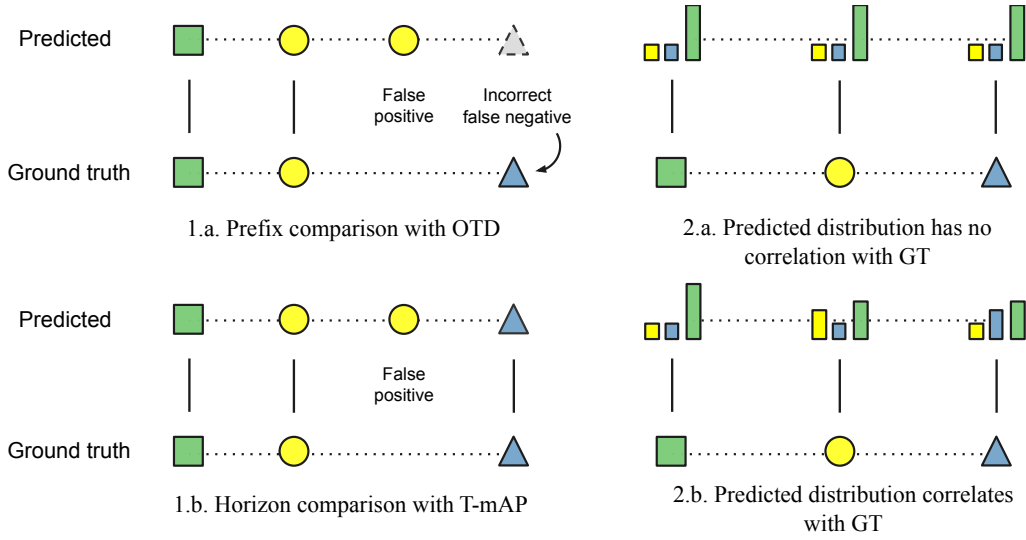 Predicted
False
positive
Incorrect
false negative
Ground truth
1.a. Prefix comparison with OTD
2.a. Predicted distribution has no
correlation with GT
Predicted
False
positive
Ground truth
1.b. Horizon comparison with T-mAP
2.b. Predicted distribution correlates
with GT